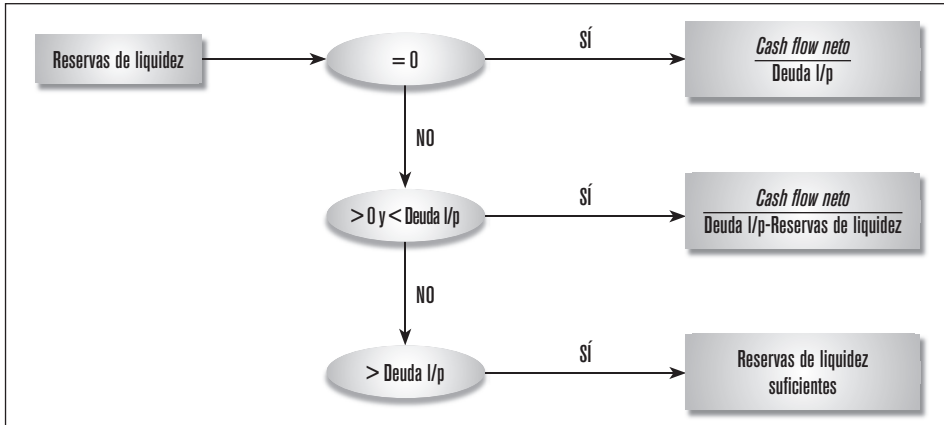 Reservas de liquidez
= 0
SÍ
Cash flow neto
Deuda l/p
NO
> 0 y < Deuda l/p
SÍ
Cash flow neto
Deuda l/p-Reservas de liquidez
NO
> Deuda l/p
SÍ
Reservas de liquidez
suficientes